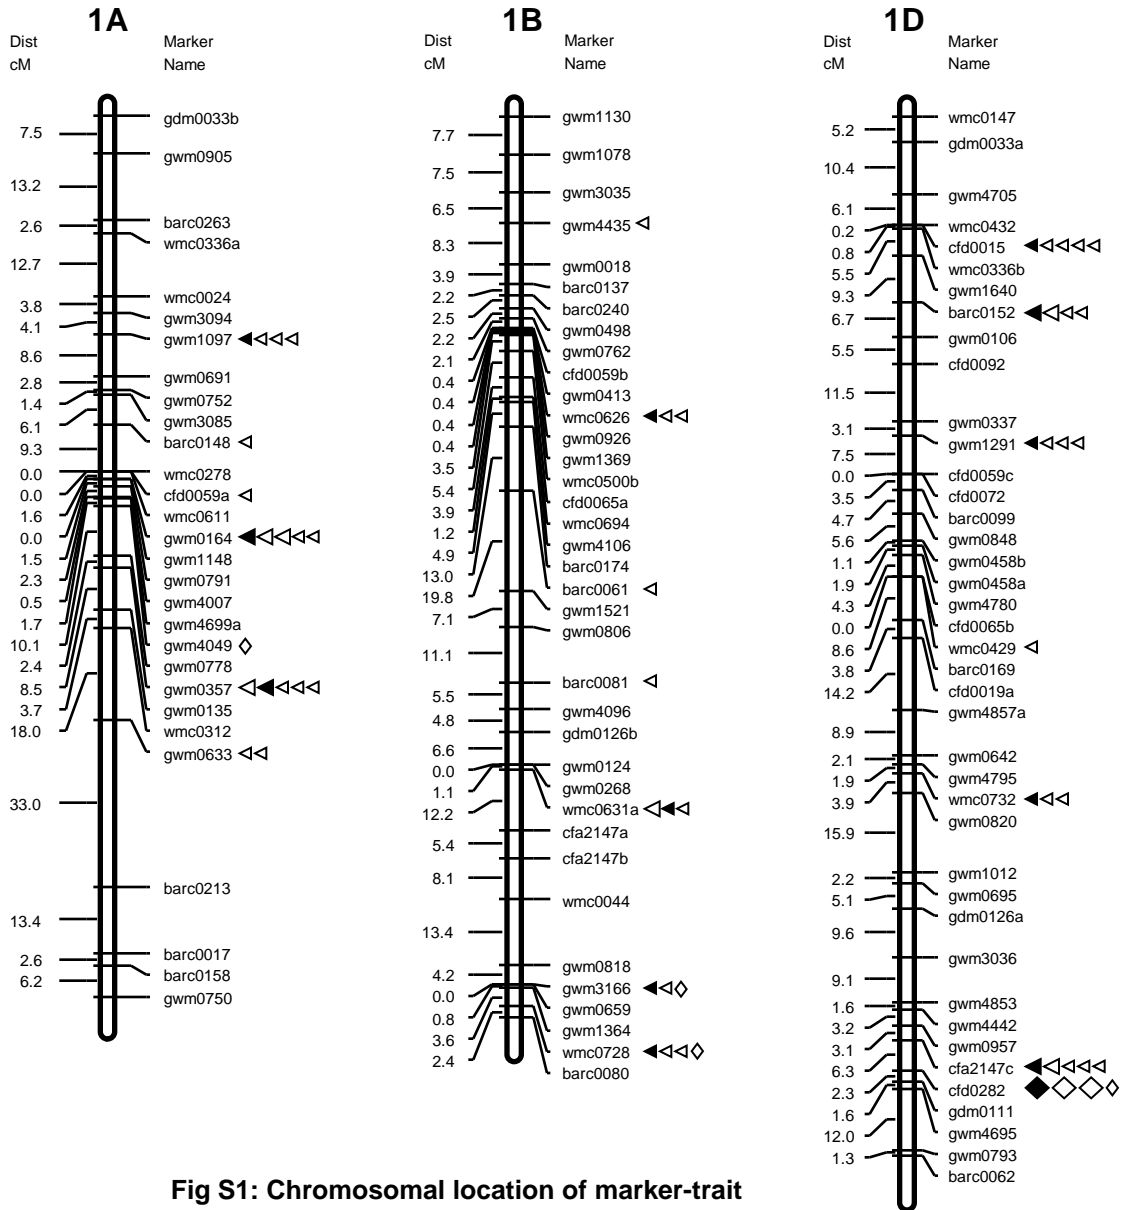 1A
1B
1D
Dist
cM
Marker
Name
Dist
cM
Marker
Name
Dist
cM
Marker
Name
7.5
13.2
2.6
12.7
3.8
4.1
8.6
2.8
1.4
6.1
9.3
0.0
0.0
1.6
0.0
1.5
2.3
0.5
1.7
10.1
2.4
8.5
3.7
18.0
33.0
13.4
2.6
6.2
gdm0033b
gwm0905
barc0263
wmc0336a
wmc0024
gwm3094
gwm1097
gwm0691
gwm0752
gwm3085
barc0148
wmc0278
cfd0059a
wmc0611
gwm0164
gwm1148
gwm0791
gwm4007
gwm4699a
gwm4049
gwm0778
gwm0357
gwm0135
wmc0312
gwm0633
barc0213
barc0017
barc0158
gwm0750
7.7
7.5
6.5
8.3
3.9
2.2
2.5
2.2
2.1
0.4
0.4
0.4
0.4
3.5
5.4
3.9
1.2
4.9
13.0
19.8
7.1
11.1
5.5
4.8
6.6
0.0
1.1
12.2
5.4
8.1
13.4
4.2
0.0
0.8
3.6
2.4
gwm1130
gwm1078
gwm3035
gwm4435
gwm0018
barc0137
barc0240
gwm0498
gwm0762
cfd0059b
gwm0413
wmc0626
gwm0926
gwm1369
wmc0500b
cfd0065a
wmc0694
gwm4106
barc0174
barc0061
gwm1521
gwm0806
barc0081
gwm4096
gdm0126b
gwm0124
gwm0268
wmc0631a
cfa2147a
cfa2147b
wmc0044
gwm0818
gwm3166
gwm0659
gwm1364
wmc0728
barc0080
5.2
10.4
6.1
0.2
0.8
5.5
9.3
6.7
5.5
11.5
3.1
7.5
0.0
3.5
4.7
5.6
1.1
1.9
4.3
0.0
8.6
3.8
14.2
8.9
2.1
1.9
3.9
15.9
2.2
5.1
9.6
9.1
1.6
3.2
3.1
6.3
2.3
1.6
12.0
1.3
wmc0147
gdm0033a
gwm4705
wmc0432
cfd0015
wmc0336b
gwm1640
barc0152
gwm0106
cfd0092
gwm0337
gwm1291
cfd0059c
cfd0072
barc0099
gwm0848
gwm0458b
gwm0458a
gwm4780
cfd0065b
wmc0429
barc0169
cfd0019a
gwm4857a
gwm0642
gwm4795
wmc0732
gwm0820
gwm1012
gwm0695
gdm0126a
gwm3036
gwm4853
gwm4442
gwm0957
cfa2147c
cfd0282
gdm0111
gwm4695
gwm0793
barc0062
Fig S1: Chromosomal location of marker-trait